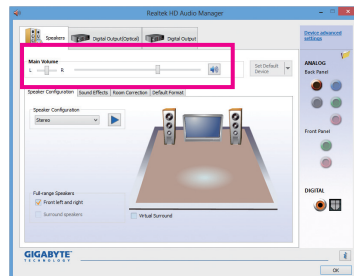 Realtek HD Audio Manager
Speakers
Digital Output(Optical)
Digital Output
Device advanced
settings
Main Volume
L
R
Set Default
Device
ANALOG
Back Panel
Speaker Configuration
Sound Effects
Room Correction
Default Format
Speaker Configuration
Stereo
Front Panel
Full-range Speakers
Front left and right
Surround speakers
Virtual Surround
DIGITAL
GIGABYTE™
TECHNOLOGY
OK